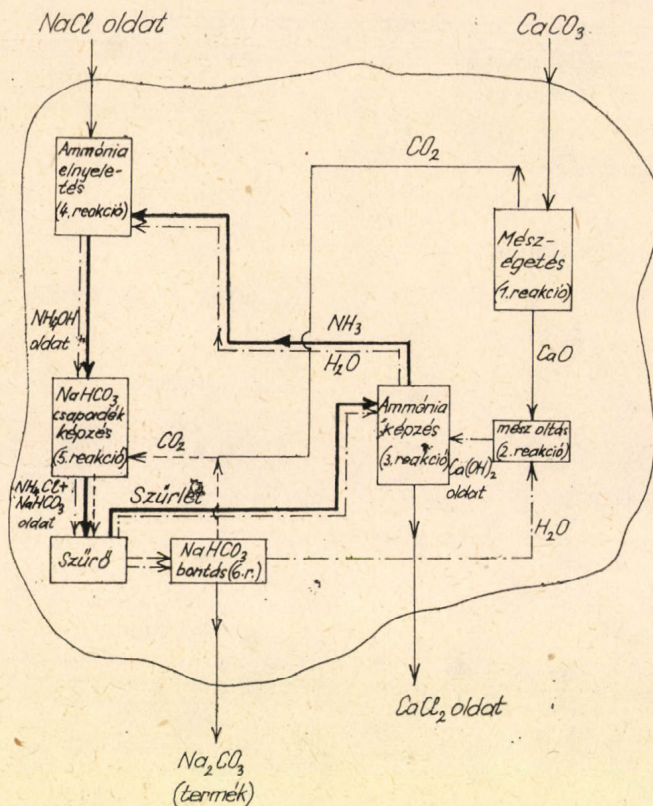 NaCl oldat
CaCO3
Ammónia
elnyele-
tés
(4. reakció)
CO2
Mész-
égetés
(1. reakció)
NH4OH
oldat
NH3
H2O
CaO
NaHCO3
csapadék
képzés
(5. reakció)
CO2
Ammónia
képzés
(3. reakció)
mész oltás
(2. reakció)
Ca(OH)2
oldat
NH4Cl+
NaHCO3
oldat
Szűrlet
H2O
Szűrő
NaHCO3
bontás (6. r.)
CaCl2 oldat
Na2CO3
(termék)